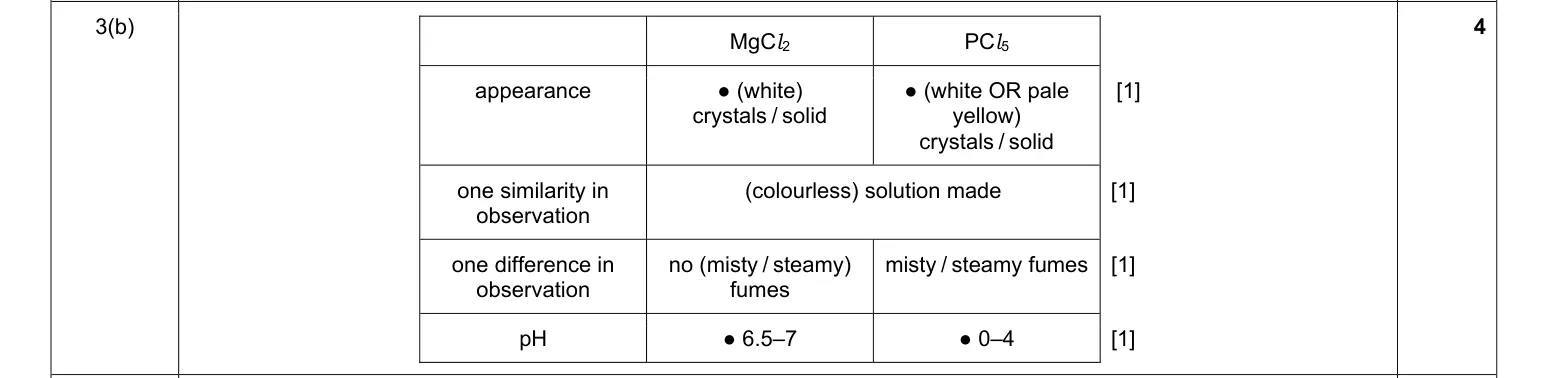 3(b)
4
MgCl₂ PCl₅
appearance ● (white) ● (white OR pale [1]
crystals / solid yellow)
crystals / solid
one similarity in (colourless) solution made [1]
observation
one difference in no (misty / steamy) misty / steamy fumes [1]
observation fumes
pH ● 6.5–7 ● 0–4 [1]